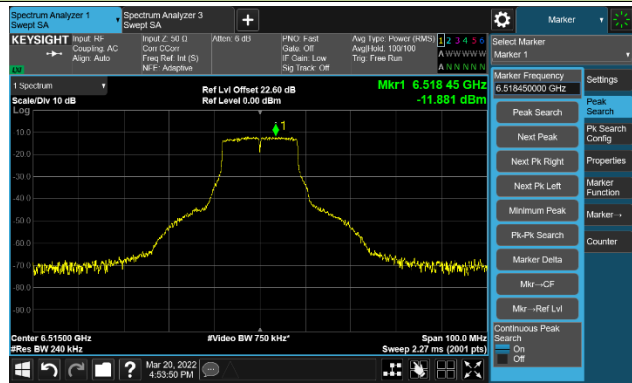 Spectrum Analyzer 1
Swept SA
Spectrum Analyzer 3
Swept SA
Marker
KEYSIGHT
Input: RF
Coupling: AC
Align: Auto
Input Z: 50 Ω
Corr CCorr
Freq Ref: Int (S)
NFE: Adaptive
Atten: 6 dB
PNO: Fast
Gate: Off
IF Gain: Low
Sig Track: Off
Avg Type: Power (RMS)
Avg|Hold: 100/100
Trig: Free Run
1 2 3 4 5 6
A W W W W W
A N N N N N
Select Marker
Marker 1
1 Spectrum
Scale/Div 10 dB
Log
Ref Lvl Offset 22.60 dB
Ref Level 0.00 dBm
Mkr1 6.518 45 GHz
-11.881 dBm
1
-10.0
-20.0
-30.0
-40.0
-50.0
-60.0
-70.0
-80.0
-90.0
Center 6.51500 GHz
#Res BW 240 kHz
#Video BW 750 kHz*
Span 100.0 MHz
Sweep 2.27 ms (2001 pts)
Marker Frequency
6.518450000 GHz
Peak Search
Next Peak
Next Pk Right
Next Pk Left
Minimum Peak
Pk-Pk Search
Marker Delta
Mkr→CF
Mkr→Ref Lvl
Continuous Peak
Search
On
Off
Settings
Peak
Search
Pk Search
Config
Properties
Marker
Function
Marker→
Counter
?
Mar 20, 2022
4:53:50 PM